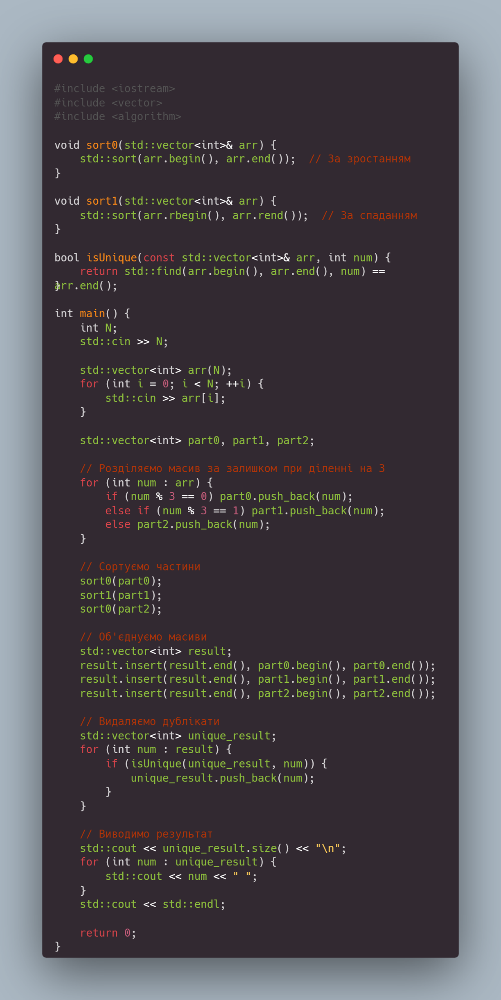 #include <iostream>
#include <vector>
#include <algorithm>

void sort0(std::vector<int>& arr) {
    std::sort(arr.begin(), arr.end());  // За зростанням
}

void sort1(std::vector<int>& arr) {
    std::sort(arr.rbegin(), arr.rend());  // За спаданням
}

bool isUnique(const std::vector<int>& arr, int num) {
    return std::find(arr.begin(), arr.end(), num) ==
arr.end();
}

int main() {
    int N;
    std::cin >> N;

    std::vector<int> arr(N);
    for (int i = 0; i < N; ++i) {
        std::cin >> arr[i];
    }

    std::vector<int> part0, part1, part2;

    // Розділяємо масив за залишком при діленні на 3
    for (int num : arr) {
        if (num % 3 == 0) part0.push_back(num);
        else if (num % 3 == 1) part1.push_back(num);
        else part2.push_back(num);
    }

    // Сортуємо частини
    sort0(part0);
    sort1(part1);
    sort0(part2);

    // Об'єднуємо масиви
    std::vector<int> result;
    result.insert(result.end(), part0.begin(), part0.end());
    result.insert(result.end(), part1.begin(), part1.end());
    result.insert(result.end(), part2.begin(), part2.end());

    // Видаляємо дублікати
    std::vector<int> unique_result;
    for (int num : result) {
        if (isUnique(unique_result, num)) {
            unique_result.push_back(num);
        }
    }

    // Виводимо результат
    std::cout << unique_result.size() << "\n";
    for (int num : unique_result) {
        std::cout << num << " ";
    }
    std::cout << std::endl;

    return 0;
}